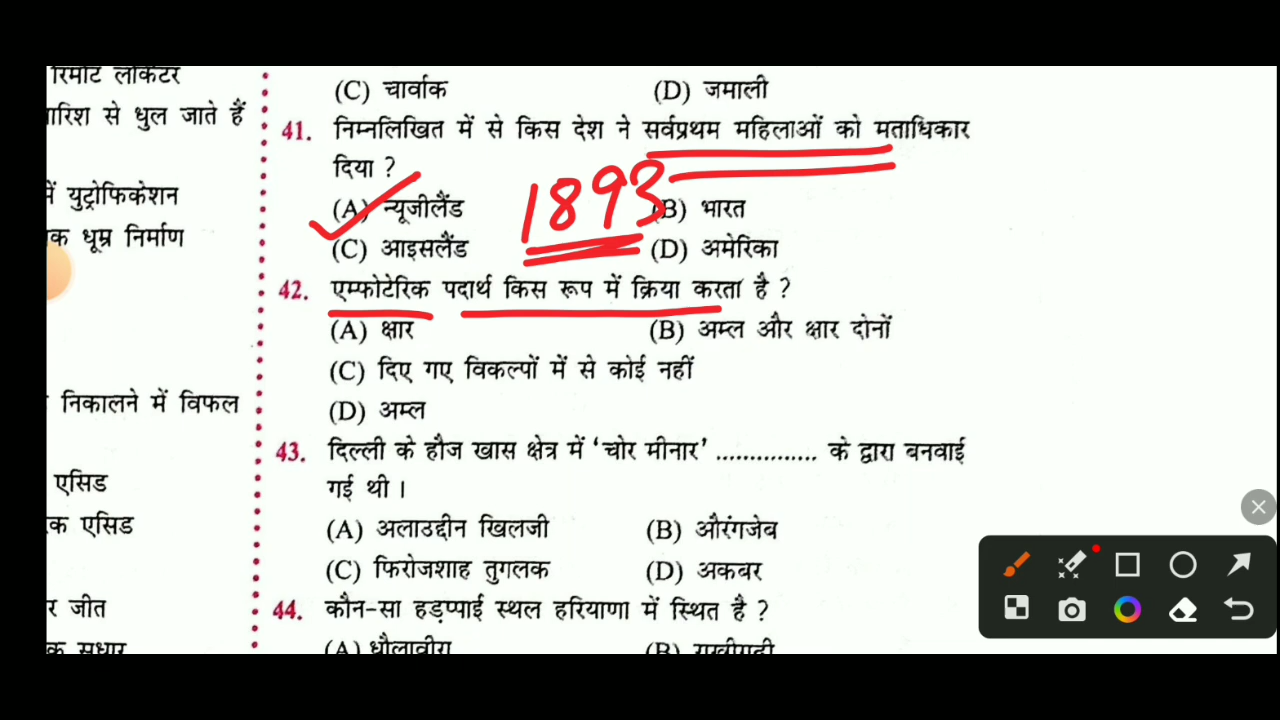 रिमोट लोकेटर
ारिश से धुल जाते हैं
में युट्रोफिकेशन
क धूम्र निर्माण
निकालने में विफल
एसिड
क एसिड
र जीत
क सुधार
(C) चार्वाक (D) जमाली
41. निम्नलिखित में से किस देश ने सर्वप्रथम महिलाओं को मताधिकार
दिया ?
(A) न्यूजीलैंड (B) भारत
1893
(C) आइसलैंड (D) अमेरिका
42. एम्फोटेरिक पदार्थ किस रूप में क्रिया करता है ?
(A) क्षार (B) अम्ल और क्षार दोनों
(C) दिए गए विकल्पों में से कोई नहीं
(D) अम्ल
43. दिल्ली के हौज खास क्षेत्र में ‘चोर मीनार’ ............... के द्वारा बनवाई
गई थी ।
(A) अलाउद्दीन खिलजी (B) औरंगजेब
(C) फिरोजशाह तुगलक (D) अकबर
44. कौन-सा हड़प्पाई स्थल हरियाणा में स्थित है ?
(A) धौलावीरा (B) राखीगढ़ी